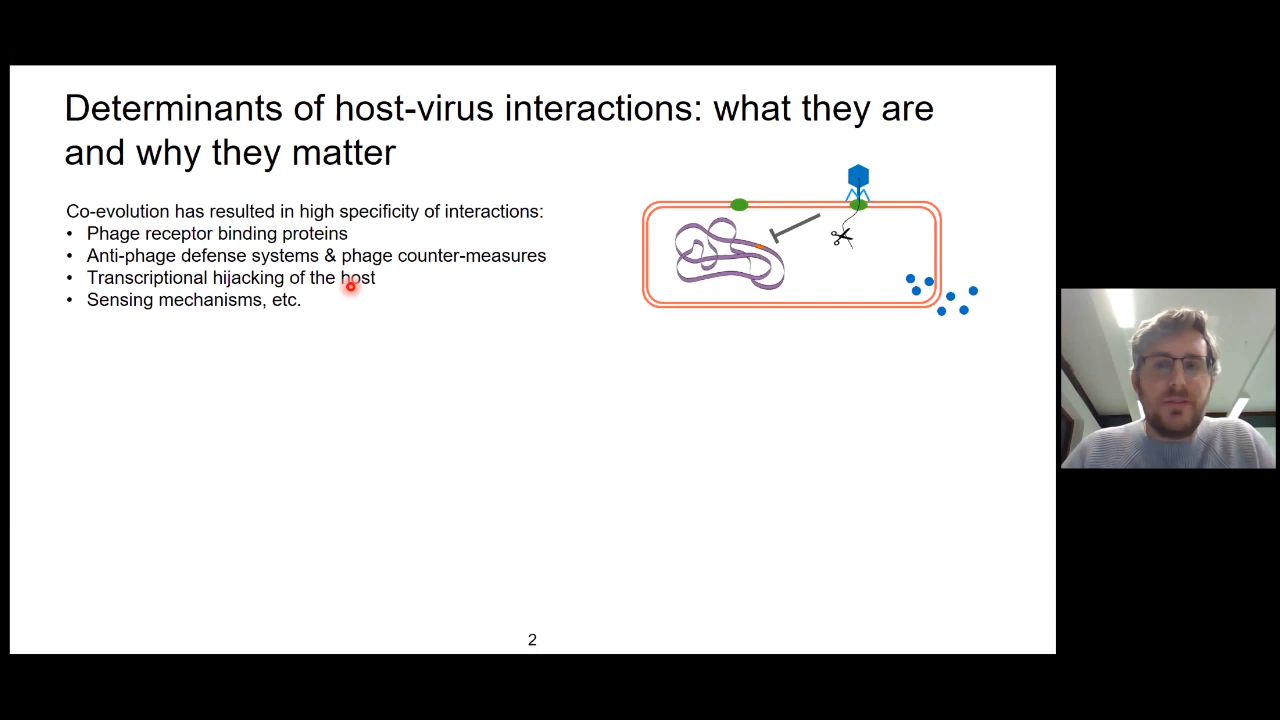 Determinants of host-virus interactions: what they are
and why they matter
Co-evolution has resulted in high specificity of interactions:
• Phage receptor binding proteins
• Anti-phage defense systems & phage counter-measures
• Transcriptional hijacking of the host
• Sensing mechanisms, etc.
2